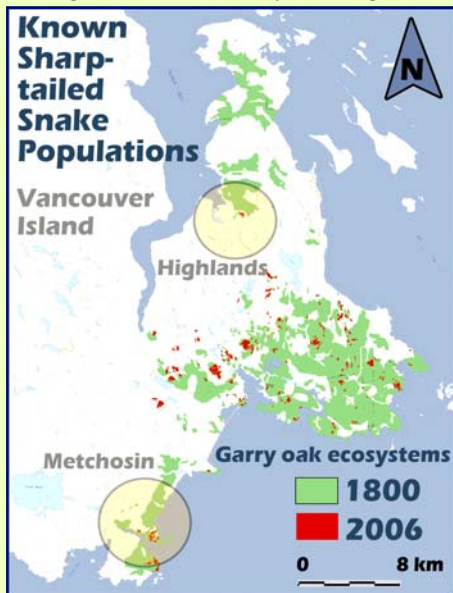 Known
Sharp-
tailed
Snake
Populations
N
Vancouver
Island
Highlands
Metchosin
Garry oak ecosystems
1800
2006
0 8 km